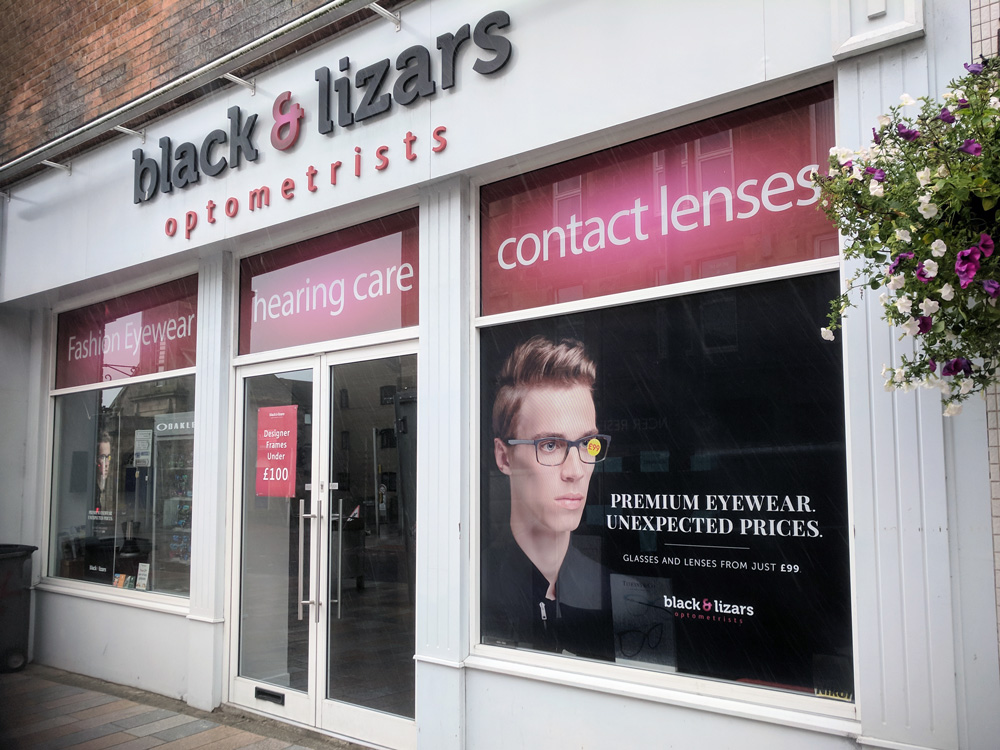 black & lizars
optometrists
Fashion Eyewear
hearing care
contact lenses
OAKLE
Designer
Frames
Under
£100
£99
PREMIUM EYEWEAR.
UNEXPECTED PRICES.
GLASSES AND LENSES FROM JUST £99.
black & lizars
optometrists